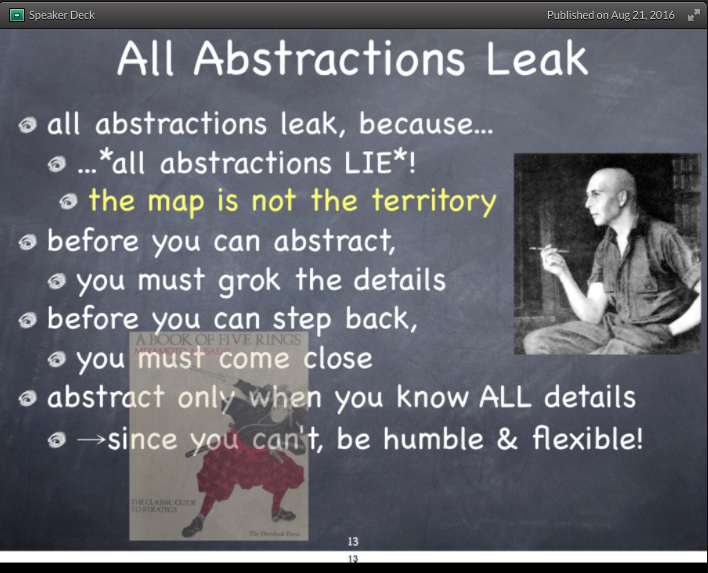 Speaker Deck
Published on Aug 21, 2016
All Abstractions Leak
all abstractions leak, because...
...*all abstractions LIE*!
the map is not the territory
before you can abstract,
you must grok the details
before you can step back,
A BOOK OF FIVE RINGS
MIYAMOTO MUSASHI
you must come close
abstract only when you know ALL details
→since you can't, be humble & flexible!
THE CLASSIC GUIDE
TO STRATEGY
The Overlook Press
13
13